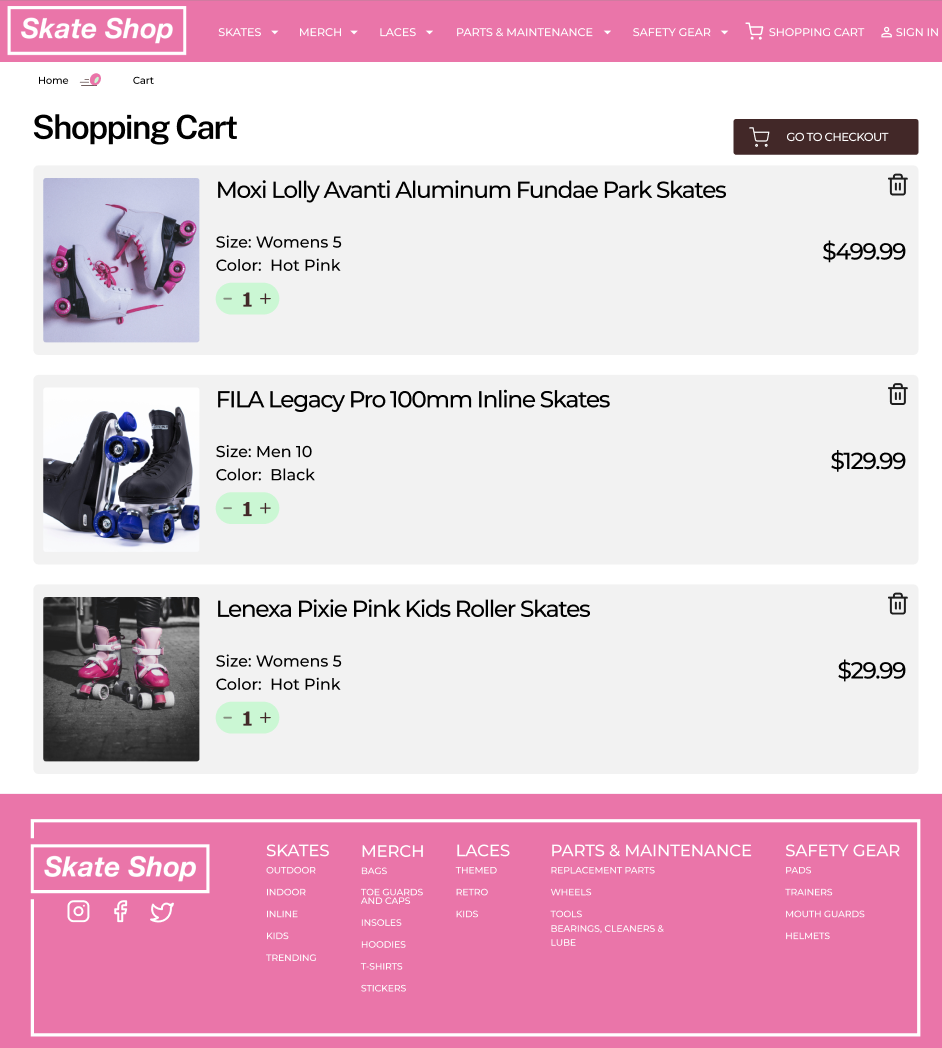 Skate Shop
SKATES
MERCH
LACES
PARTS & MAINTENANCE
SAFETY GEAR
SHOPPING CART
SIGN IN
Home
Cart
Shopping Cart
GO TO CHECKOUT
Moxi Lolly Avanti Aluminum Fundae Park Skates
Size: Womens 5
$499.99
Color: Hot Pink
− 1 +
FILA Legacy Pro 100mm Inline Skates
Size: Men 10
$129.99
Color: Black
− 1 +
Lenexa Pixie Pink Kids Roller Skates
Size: Womens 5
$29.99
Color: Hot Pink
− 1 +
Skate Shop
SKATES
OUTDOOR
INDOOR
INLINE
KIDS
TRENDING
MERCH
BAGS
TOE GUARDS
AND CAPS
INSOLES
HOODIES
T-SHIRTS
STICKERS
LACES
THEMED
RETRO
KIDS
PARTS & MAINTENANCE
REPLACEMENT PARTS
WHEELS
TOOLS
BEARINGS, CLEANERS &
LUBE
SAFETY GEAR
PADS
TRAINERS
MOUTH GUARDS
HELMETS